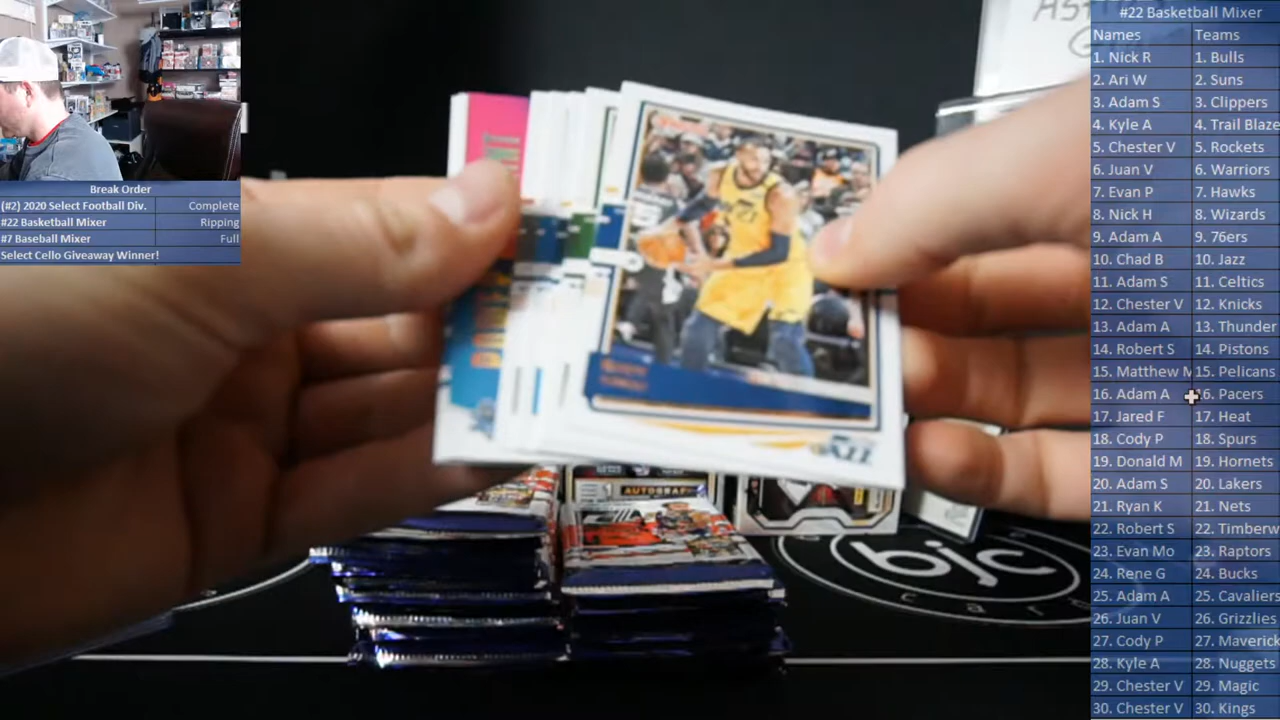 Break Order
(#2) 2020 Select Football Div. Complete
#22 Basketball Mixer Ripping
#7 Baseball Mixer Full
Select Cello Giveaway Winner!
JAZZ
AUTOGRAP
bjc
car
#22 Basketball Mixer
Names Teams
1. Nick R 1. Bulls
2. Ari W 2. Suns
3. Adam S 3. Clippers
4. Kyle A 4. Trail Blaze
5. Chester V 5. Rockets
6. Juan V 6. Warriors
7. Evan P 7. Hawks
8. Nick H 8. Wizards
9. Adam A 9. 76ers
10. Chad B 10. Jazz
11. Adam S 11. Celtics
12. Chester V 12. Knicks
13. Adam A 13. Thunder
14. Robert S 14. Pistons
15. Matthew M 15. Pelicans
16. Adam A 16. Pacers
17. Jared F 17. Heat
18. Cody P 18. Spurs
19. Donald M 19. Hornets
20. Adam S 20. Lakers
21. Ryan K 21. Nets
22. Robert S 22. Timberw
23. Evan Mo 23. Raptors
24. Rene G 24. Bucks
25. Adam A 25. Cavaliers
26. Juan V 26. Grizzlies
27. Cody P 27. Maverick
28. Kyle A 28. Nuggets
29. Chester V 29. Magic
30. Chester V 30. Kings